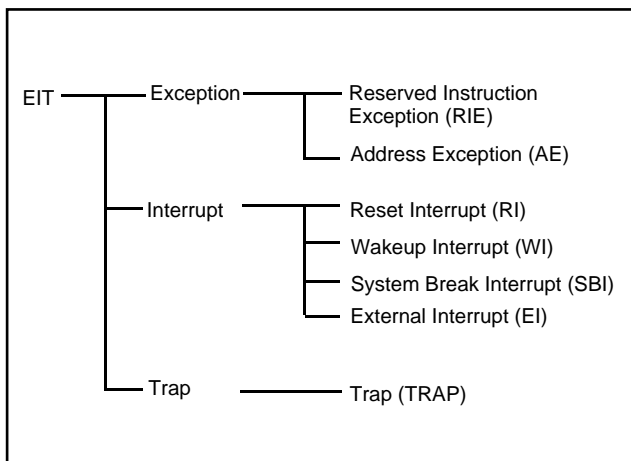 EIT
Exception
Reserved Instruction
Exception (RIE)
Address Exception (AE)
Interrupt
Reset Interrupt (RI)
Wakeup Interrupt (WI)
System Break Interrupt (SBI)
External Interrupt (EI)
Trap
Trap (TRAP)